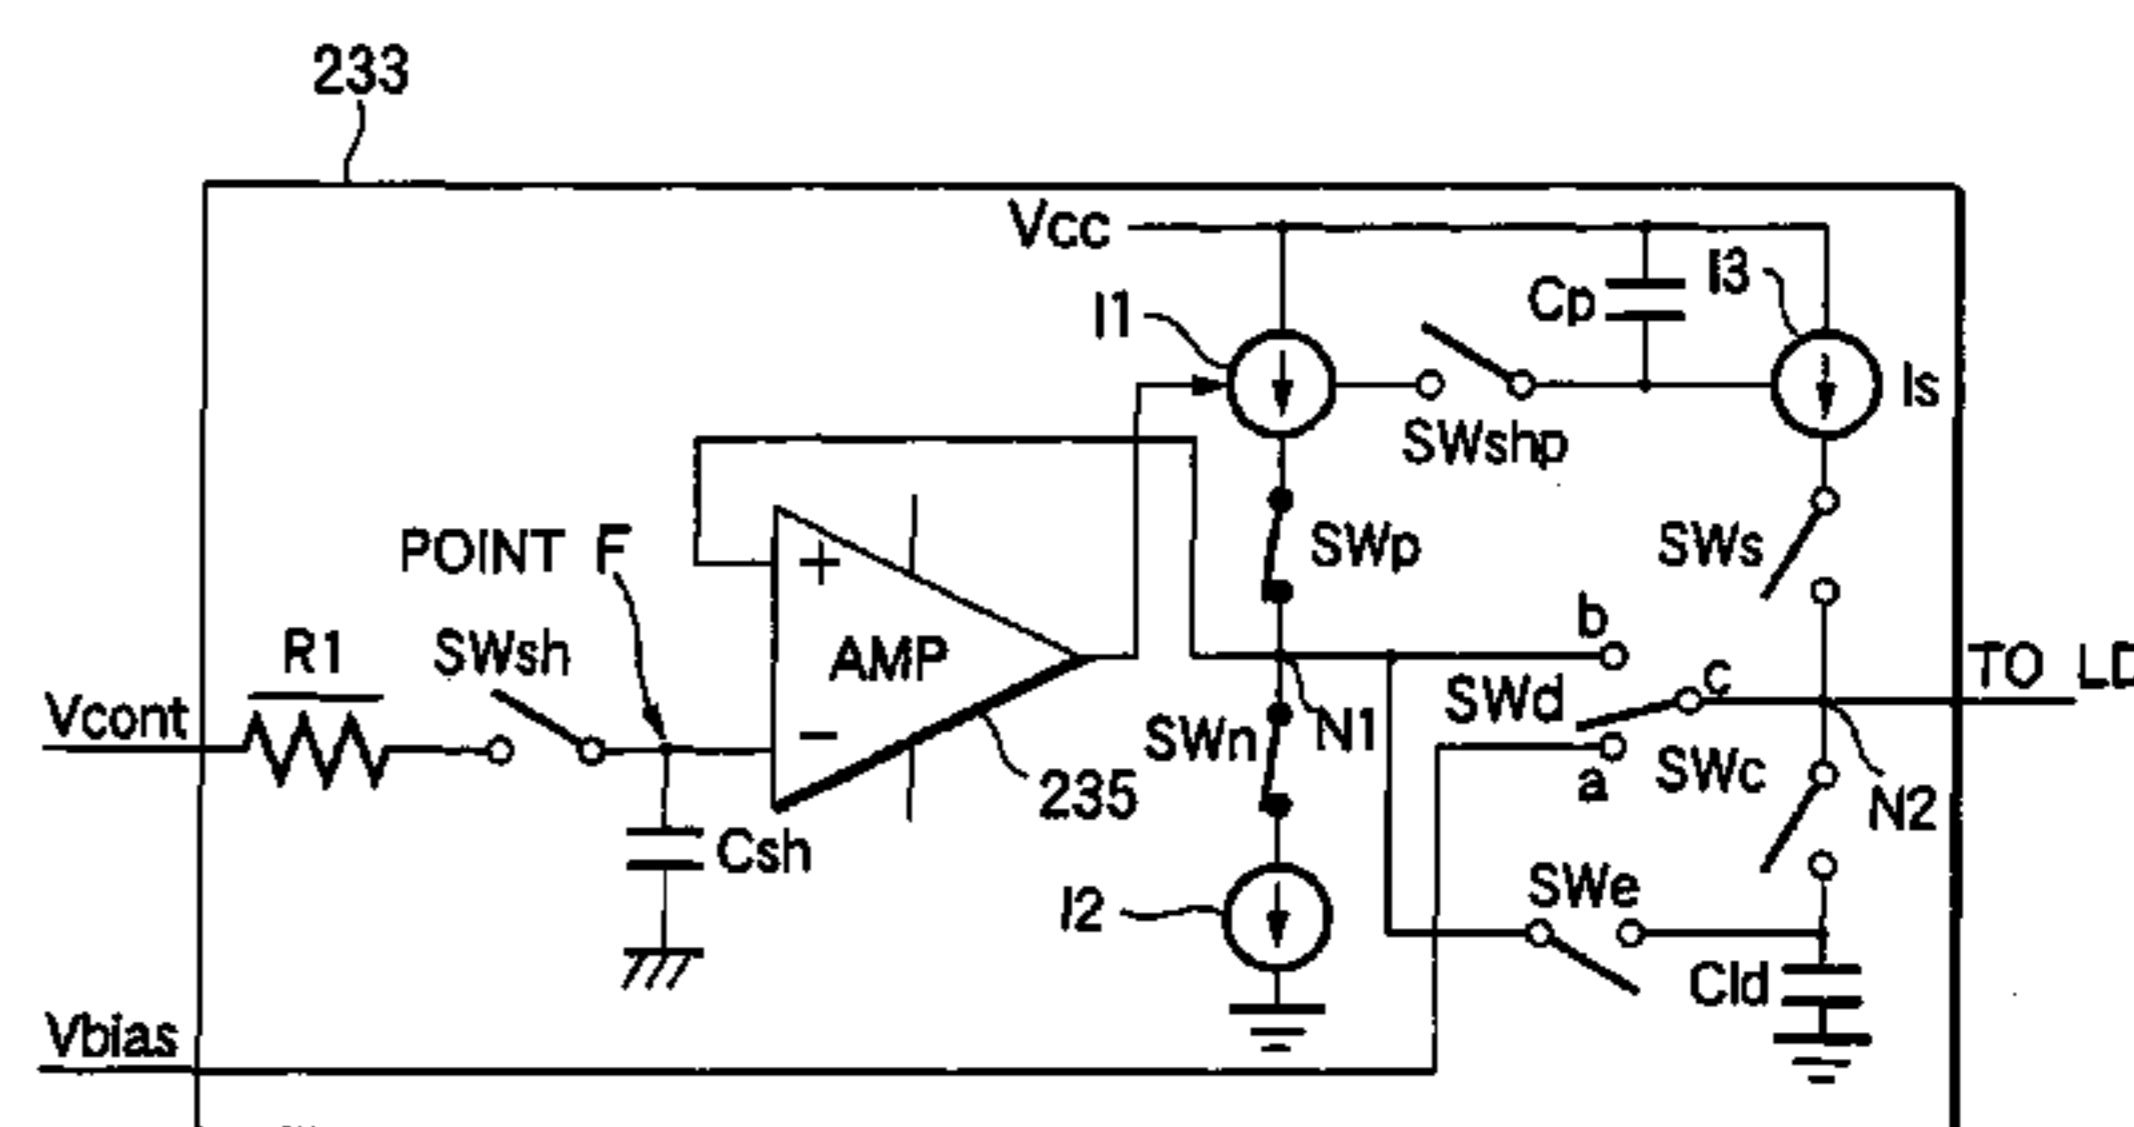 233
Vcc
I1
Cp
I3
Is
SWshp
POINT F
+
SWp
SWs
b
R1
SWsh
AMP
c
TO LD
Vcont
SWd
−
SWn
N1
235
a
SWc
N2
Csh
I2
SWe
Cld
Vbias